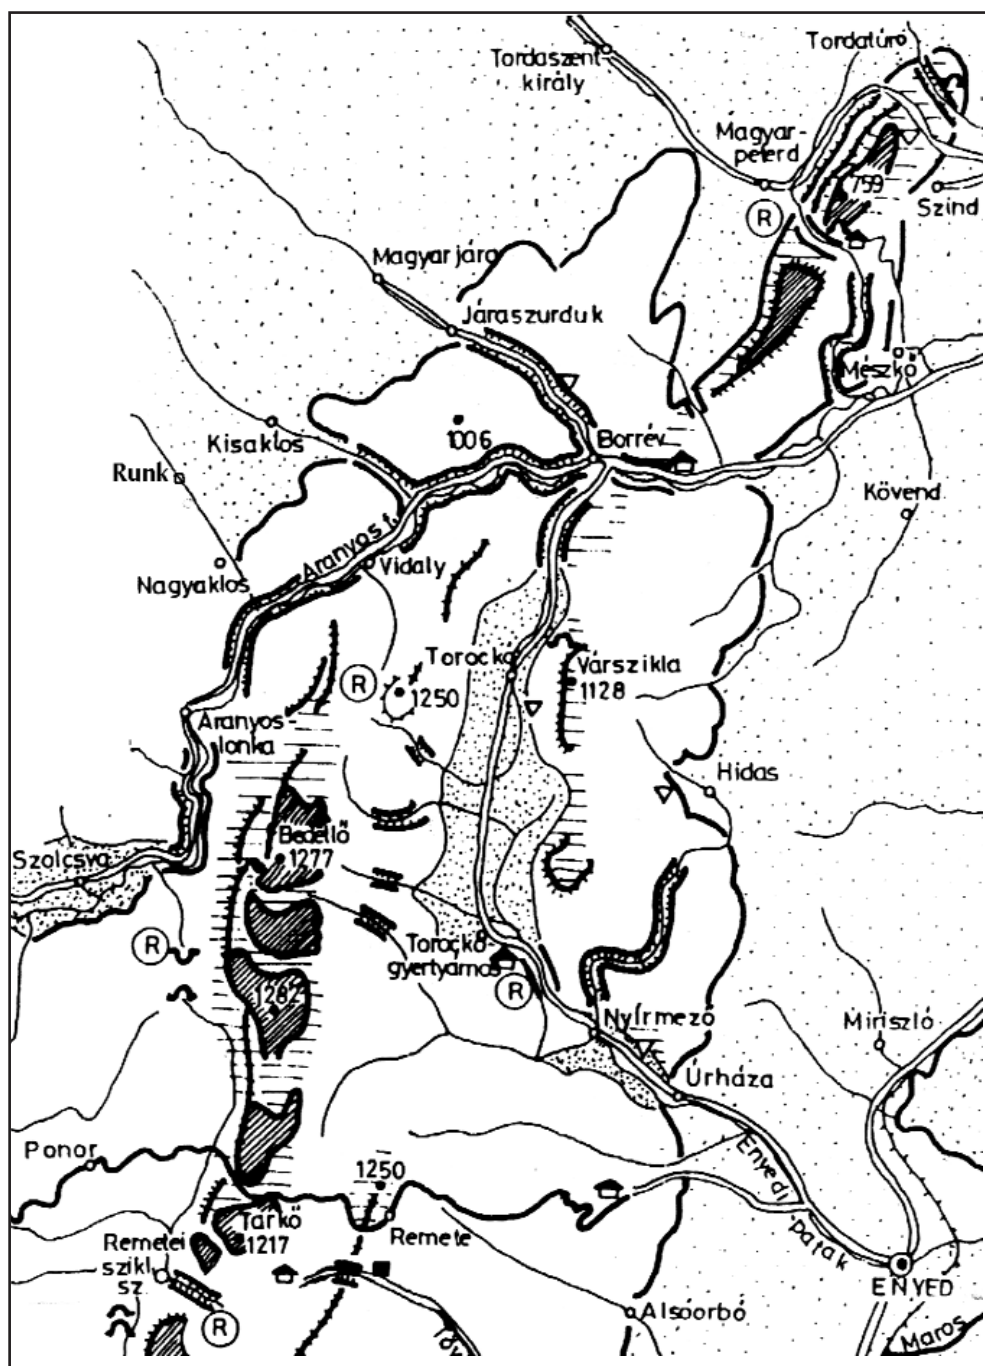 Tordatúró
Tordaszent-
király
Magyar-
peterd
759
Szind
R
Magyarjára
Járaszurduk
Mészkő
1006
Kisaklos
Borrév
Runk
Kövend
Aranyos f.
Nagyaklos
Vidaly
Torockó
Várszikla
1128
R
1250
Aranyos-
lonka
Hidas
Bedellő
1277
Szolcsva
R
Torockó-
gyertyámos
1282
R
Nyírmező
Miriszló
Úrháza
Ponor
1250
Enyedi
patak
Tarkő
1217
Remete
Remetei
szikl.
sz.
ENYED
R
Alsóorbó
Maros